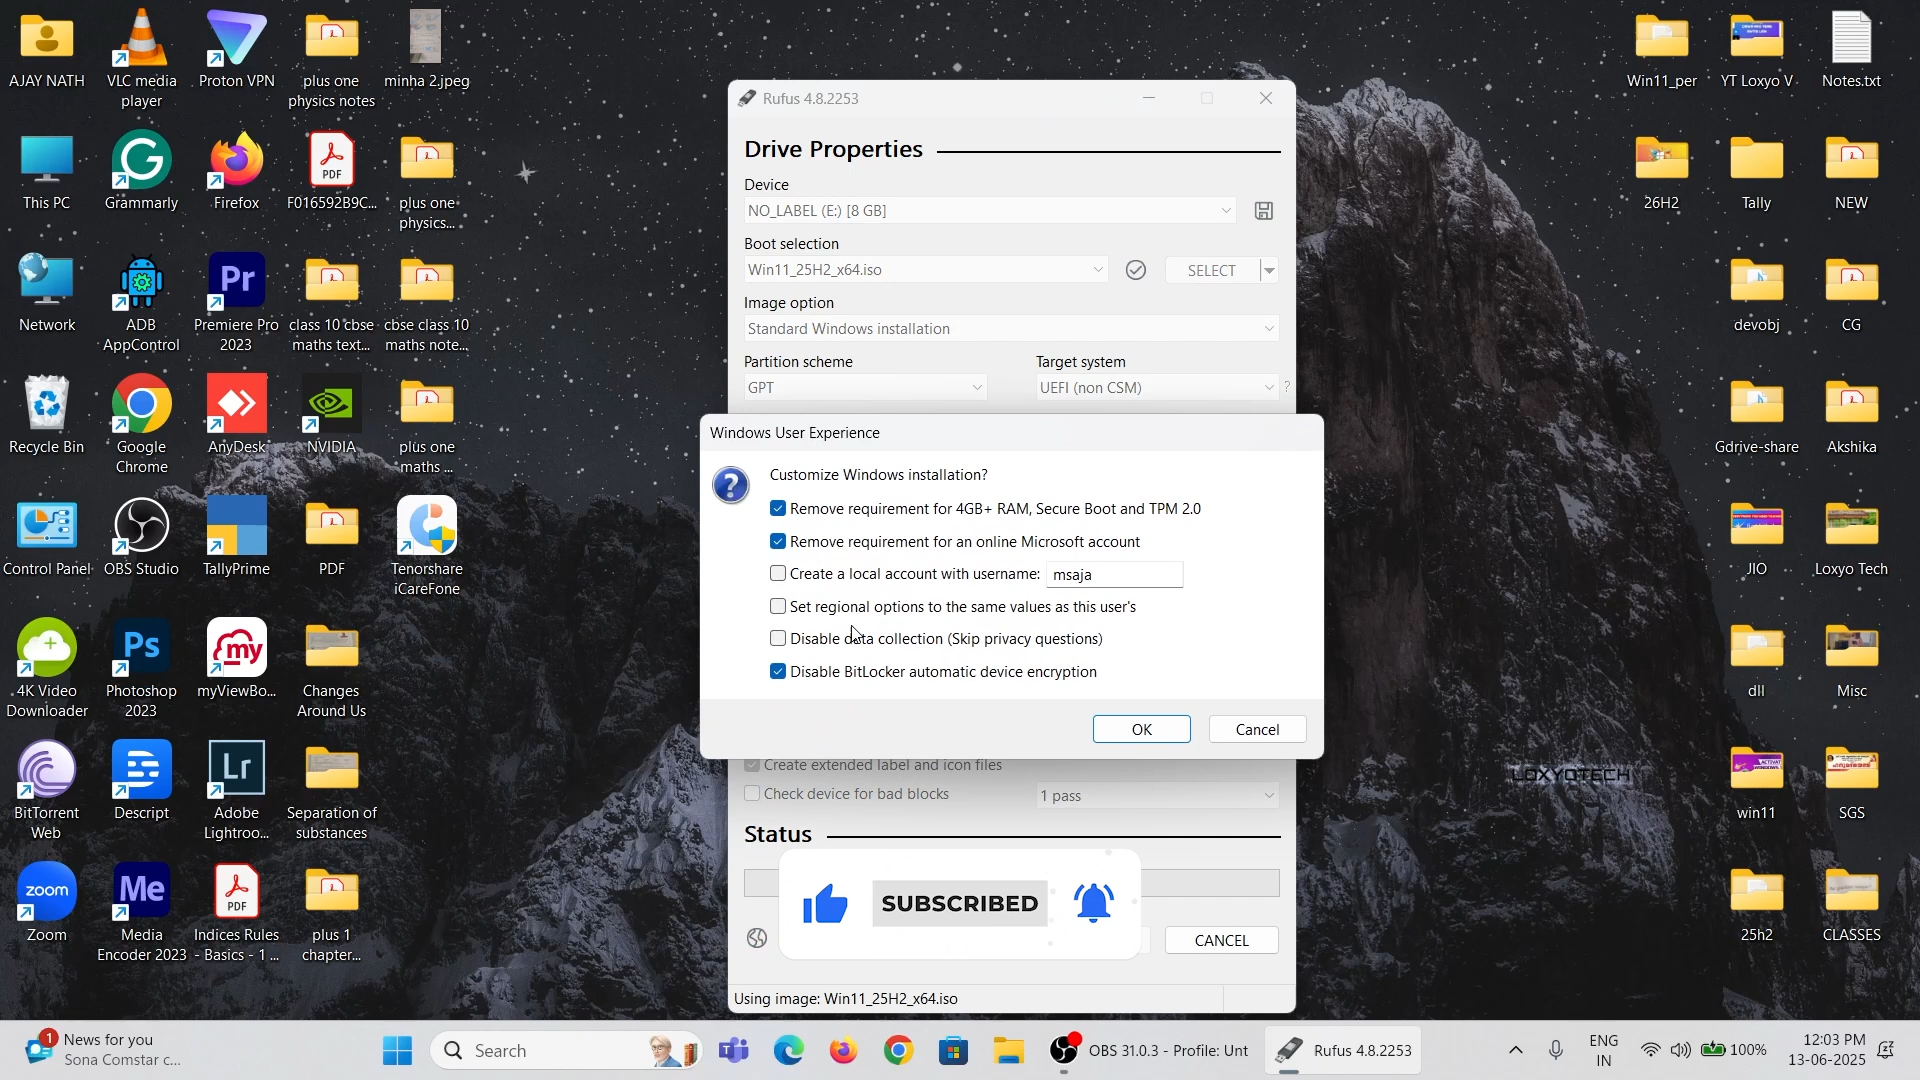 AJAY NATH
VLC media
player
Proton VPN
plus one
physics notes
minha 2.jpeg
This PC
Grammarly
Firefox
F016592B9C...
plus one
physics...
Network
ADB
AppControl
Premiere Pro
2023
class 10 cbse
maths text...
cbse class 10
maths note...
Recycle Bin
Google
Chrome
AnyDesk
NVIDIA
plus one
maths ...
Control Panel
OBS Studio
TallyPrime
PDF
Tenorshare
iCareFone
4K Video
Downloader
Photoshop
2023
myViewBo...
Changes
Around Us
BitTorrent
Web
Descript
Adobe
Lightroo...
Separation of
substances
Zoom
Media
Encoder 2023
Indices Rules
- Basics - 1 ...
plus 1
chapter...
Rufus 4.8.2253
Drive Properties
Device
NO_LABEL (E:) [8 GB]
Boot selection
Win11_25H2_x64.iso
SELECT
Image option
Standard Windows installation
Partition scheme
Target system
GPT
UEFI (non CSM)
?
Windows User Experience
Customize Windows installation?
Remove requirement for 4GB+ RAM, Secure Boot and TPM 2.0
Remove requirement for an online Microsoft account
Create a local account with username: msaja
Set regional options to the same values as this user's
Disable data collection (Skip privacy questions)
Disable BitLocker automatic device encryption
OK
Cancel
Create extended label and icon files
Check device for bad blocks
1 pass
Status
SUBSCRIBED
CANCEL
Using image: Win11_25H2_x64.iso
Win11_per
YT Loxyo V
Notes.txt
26H2
Tally
NEW
devobj
CG
Gdrive-share
Akshika
JIO
Loxyo Tech
dll
Misc
LOXYOTECH
win11
SGS
25h2
CLASSES
1
News for you
Sona Comstar c...
Search
OBS 31.0.3 - Profile: Unt
Rufus 4.8.2253
ENG
IN
100%
12:03 PM
13-06-2025